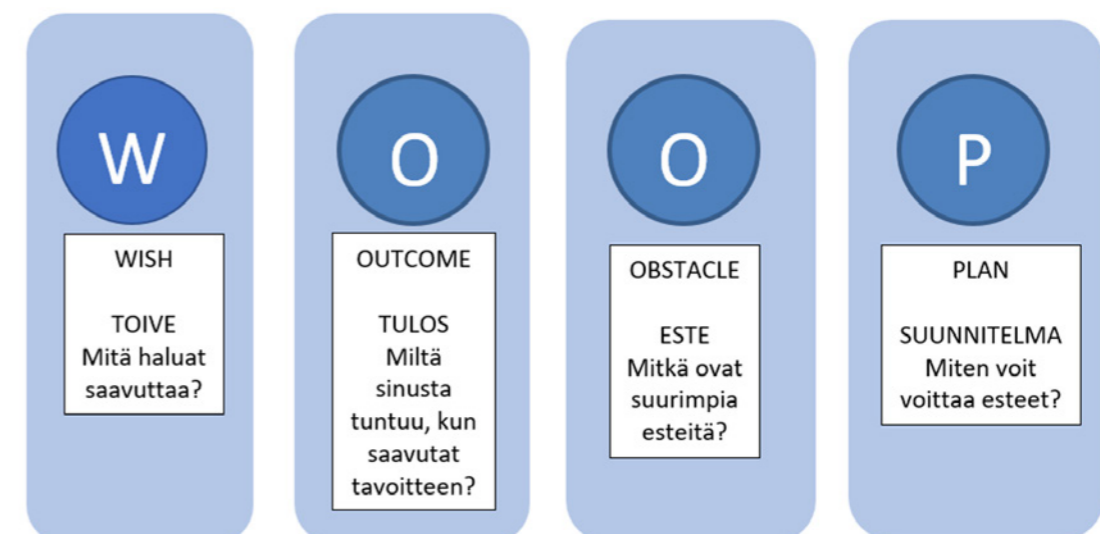 W
WISH
TOIVE
Mitä haluat
saavuttaa?
O
OUTCOME
TULOS
Miltä
sinusta
tuntuu, kun
saavutat
tavoitteen?
O
OBSTACLE
ESTE
Mitkä ovat
suurimpia
esteitä?
P
PLAN
SUUNNITELMA
Miten voit
voittaa esteet?